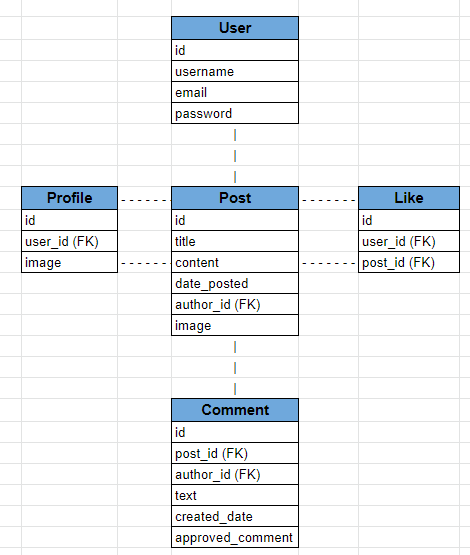 User
id
username
email
password
Profile
id
user_id (FK)
image
Post
id
title
content
date_posted
author_id (FK)
image
Like
id
user_id (FK)
post_id (FK)
Comment
id
post_id (FK)
author_id (FK)
text
created_date
approved_comment